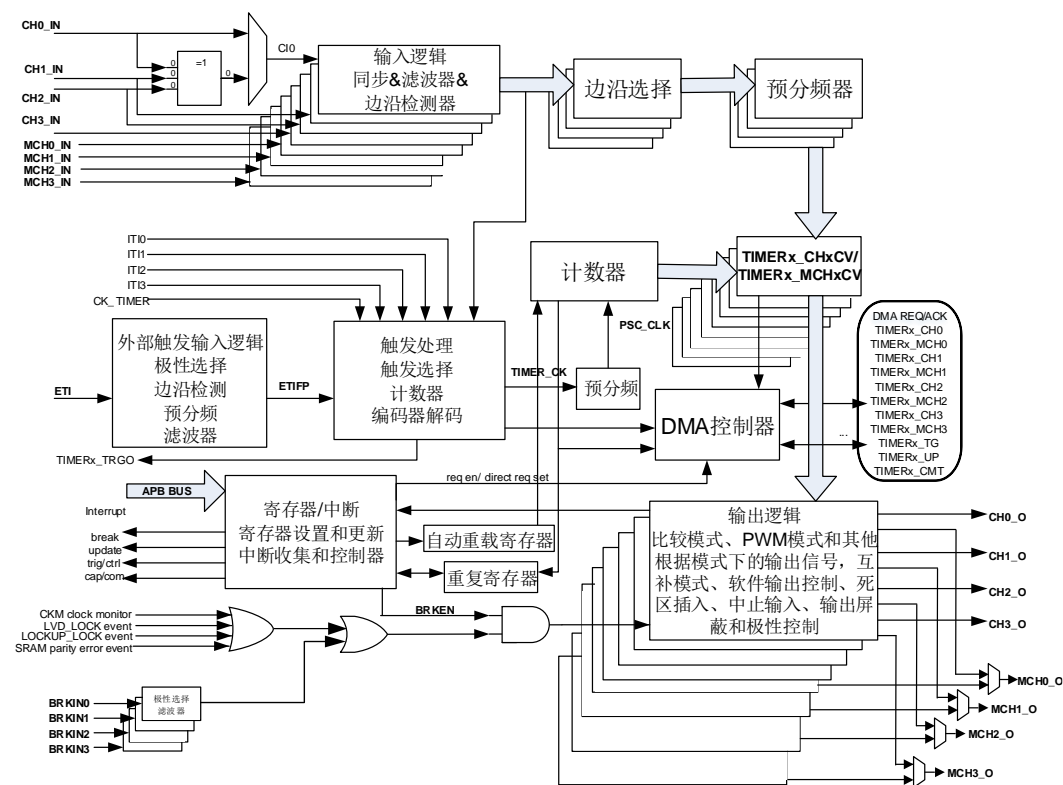 CH0_IN
CH1_IN
CH2_IN
CH3_IN
MCH0_IN
MCH1_IN
MCH2_IN
MCH3_IN
0
0
0
=1
0
CI0
输入逻辑
同步&滤波器&
边沿检测器
边沿选择
预分频器
ITI0
ITI1
ITI2
ITI3
CK_TIMER
计数器
TIMERx_CHxCV/
TIMERx_MCHxCV
PSC_CLK
外部触发输入逻辑
极性选择
边沿检测
预分频
滤波器
ETI
ETIFP
触发处理
触发选择
计数器
编码器解码
TIMER_CK
预分频
DMA控制器
DMA REQ/ACK
TIMERx_CH0
TIMERx_MCH0
TIMERx_CH1
TIMERx_MCH1
TIMERx_CH2
TIMERx_MCH2
TIMERx_CH3
TIMERx_MCH3
TIMERx_TG
TIMERx_UP
TIMERx_CMT
...
TIMERx_TRGO
APB BUS
req en/ direct req set
Interrupt
break
update
trig/ctrl
cap/com
寄存器/中断
寄存器设置和更新
中断收集和控制器
自动重载寄存器
重复寄存器
输出逻辑
比较模式、PWM模式和其他
根据模式下的输出信号，互
补模式、软件输出控制、死
区插入、中止输入、输出屏
蔽和极性控制
CH0_O
CH1_O
CH2_O
CH3_O
MCH0_O
MCH1_O
MCH2_O
MCH3_O
BRKEN
CKM clock monitor
LVD_LOCK event
LOCKUP_LOCK event
SRAM parity error event
BRKIN0
BRKIN1
BRKIN2
BRKIN3
极性选择
滤波器